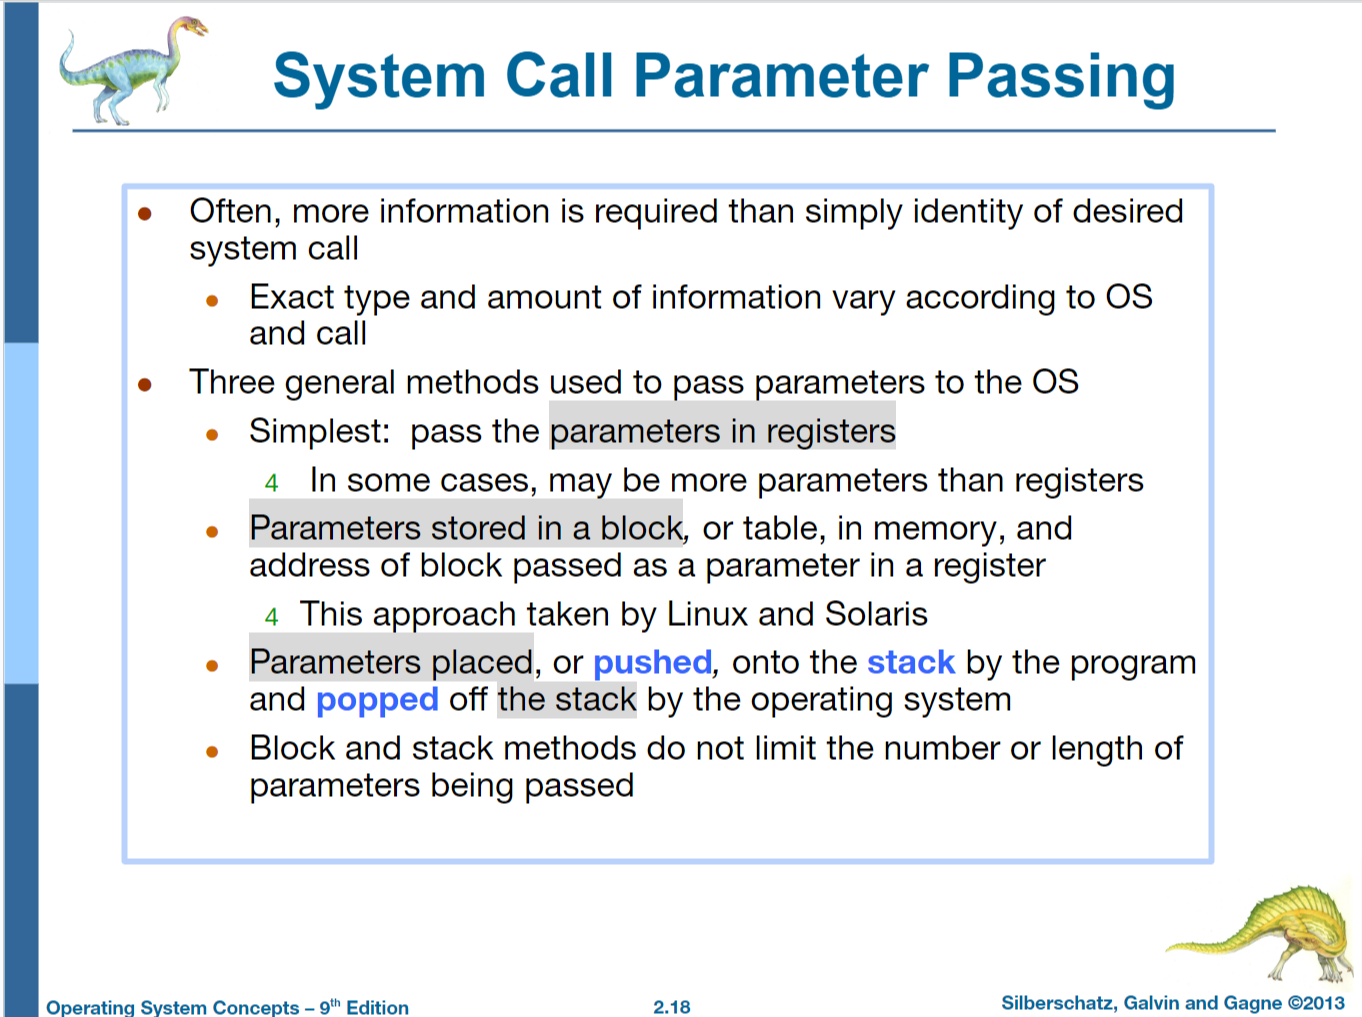 System Call Parameter Passing
● Often, more information is required than simply identity of desired
system call
● Exact type and amount of information vary according to OS
and call
● Three general methods used to pass parameters to the OS
● Simplest:  pass the parameters in registers
4 In some cases, may be more parameters than registers
● Parameters stored in a block, or table, in memory, and
address of block passed as a parameter in a register
4 This approach taken by Linux and Solaris
● Parameters placed, or pushed, onto the stack by the program
and popped off the stack by the operating system
● Block and stack methods do not limit the number or length of
parameters being passed
Operating System Concepts – 9th Edition
2.18
Silberschatz, Galvin and Gagne ©2013